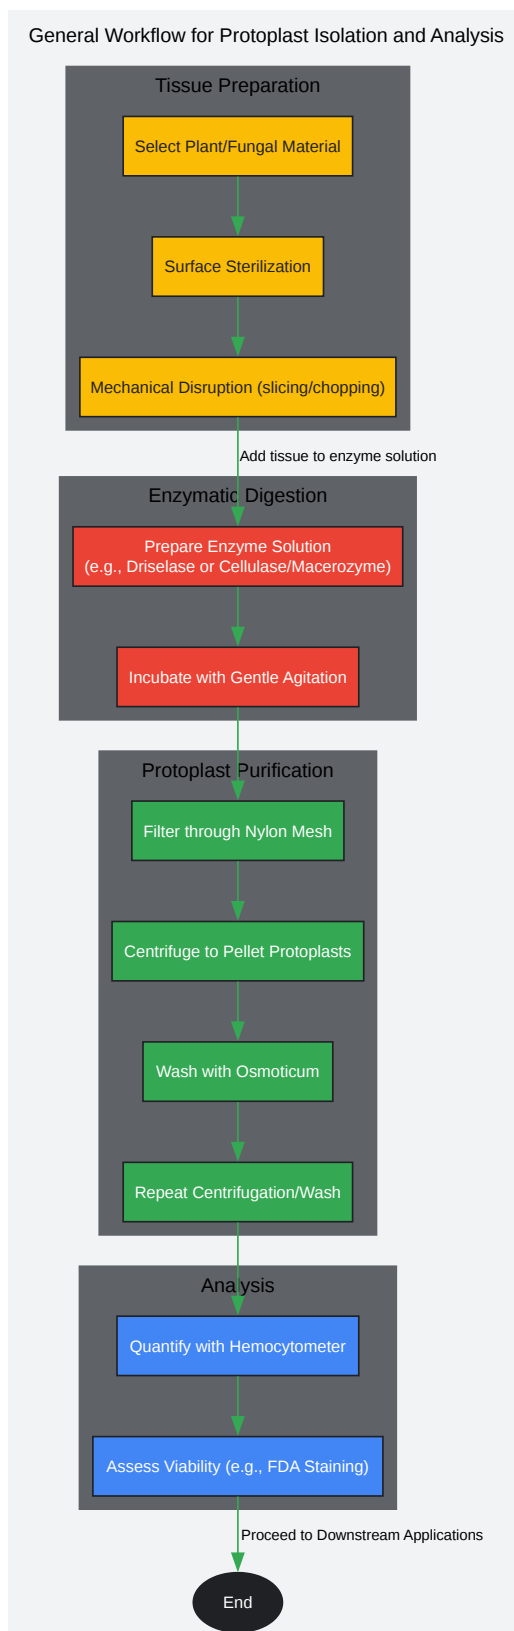 General Workflow for Protoplast Isolation and Analysis
Tissue Preparation
Select Plant/Fungal Material
Surface Sterilization
Mechanical Disruption (slicing/chopping)
Add tissue to enzyme solution
Enzymatic Digestion
Prepare Enzyme Solution
(e.g., Driselase or Cellulase/Macerozyme)
Incubate with Gentle Agitation
Protoplast Purification
Filter through Nylon Mesh
Centrifuge to Pellet Protoplasts
Wash with Osmoticum
Repeat Centrifugation/Wash
Analysis
Quantify with Hemocytometer
Assess Viability (e.g., FDA Staining)
Proceed to Downstream Applications
End